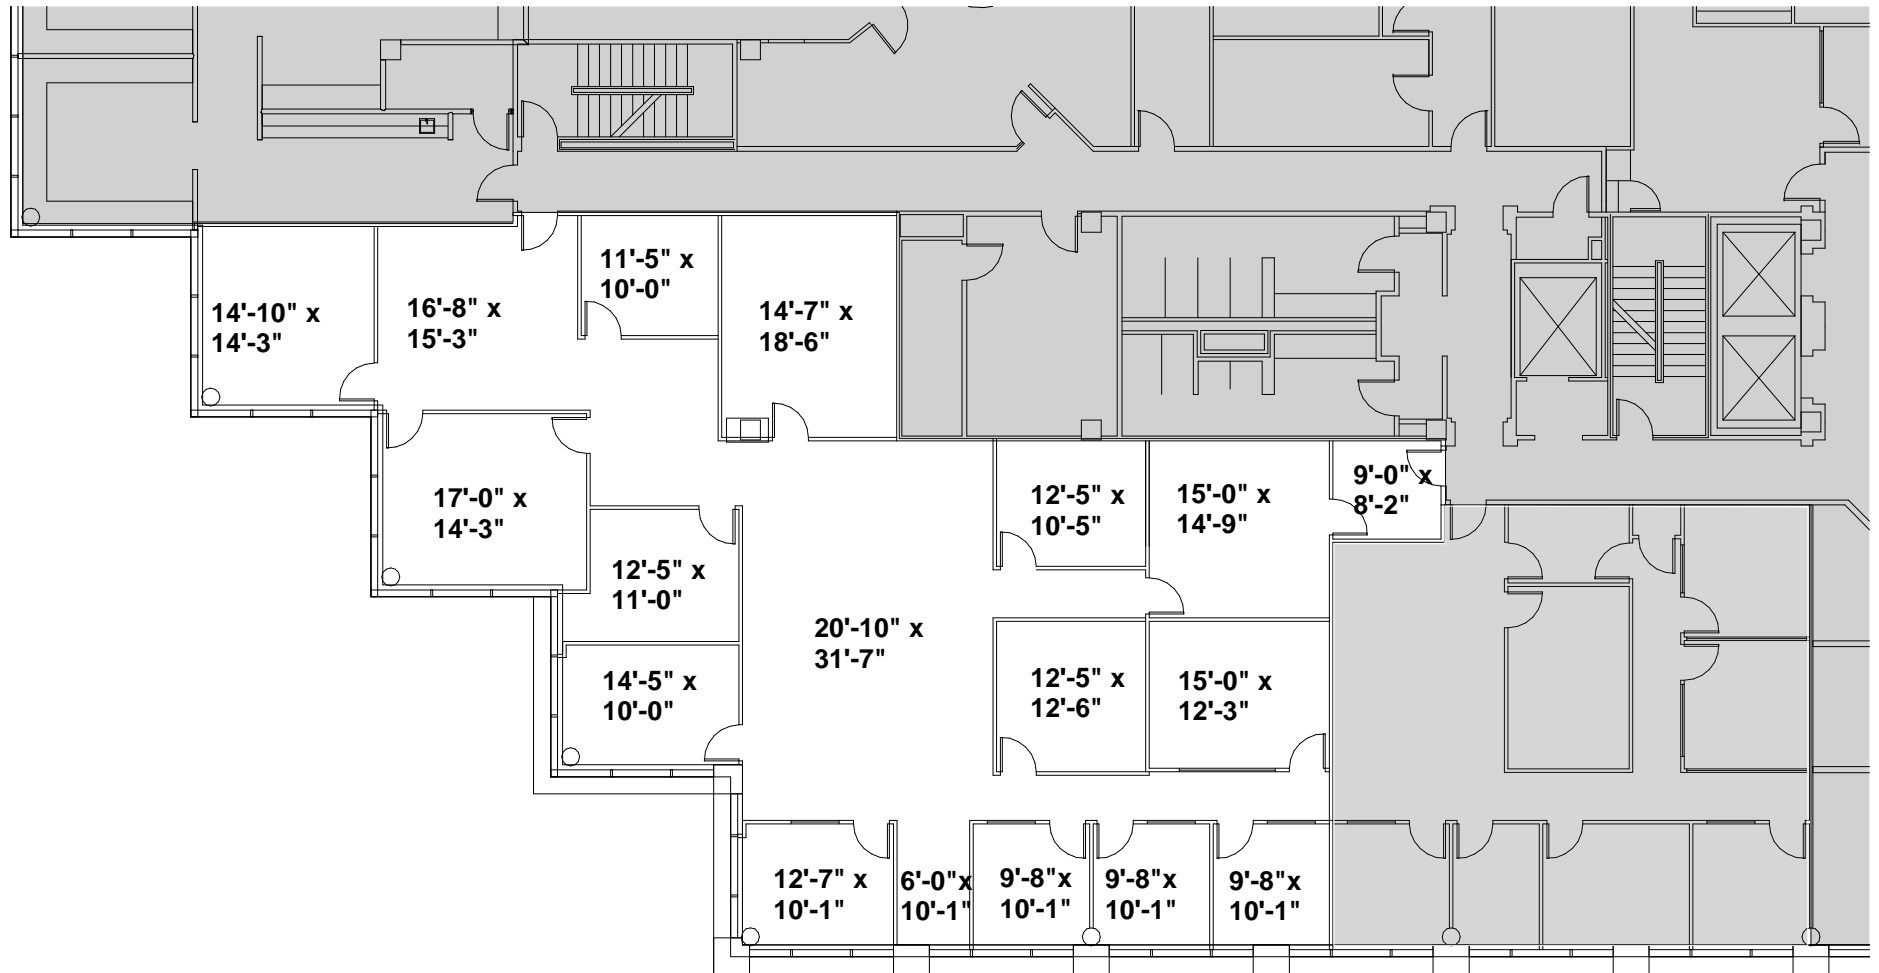 11'-5" x
10'-0"
14'-10" x
14'-3"
16'-8" x
15'-3"
14'-7" x
18'-6"
17'-0" x
14'-3"
12'-5" x
10'-5"
15'-0" x
14'-9"
9'-0" x
8'-2"
12'-5" x
11'-0"
20'-10" x
31'-7"
14'-5" x
10'-0"
12'-5" x
12'-6"
15'-0" x
12'-3"
12'-7" x
10'-1"
6'-0"x
10'-1"
9'-8"x
10'-1"
9'-8"x
10'-1"
9'-8"x
10'-1"